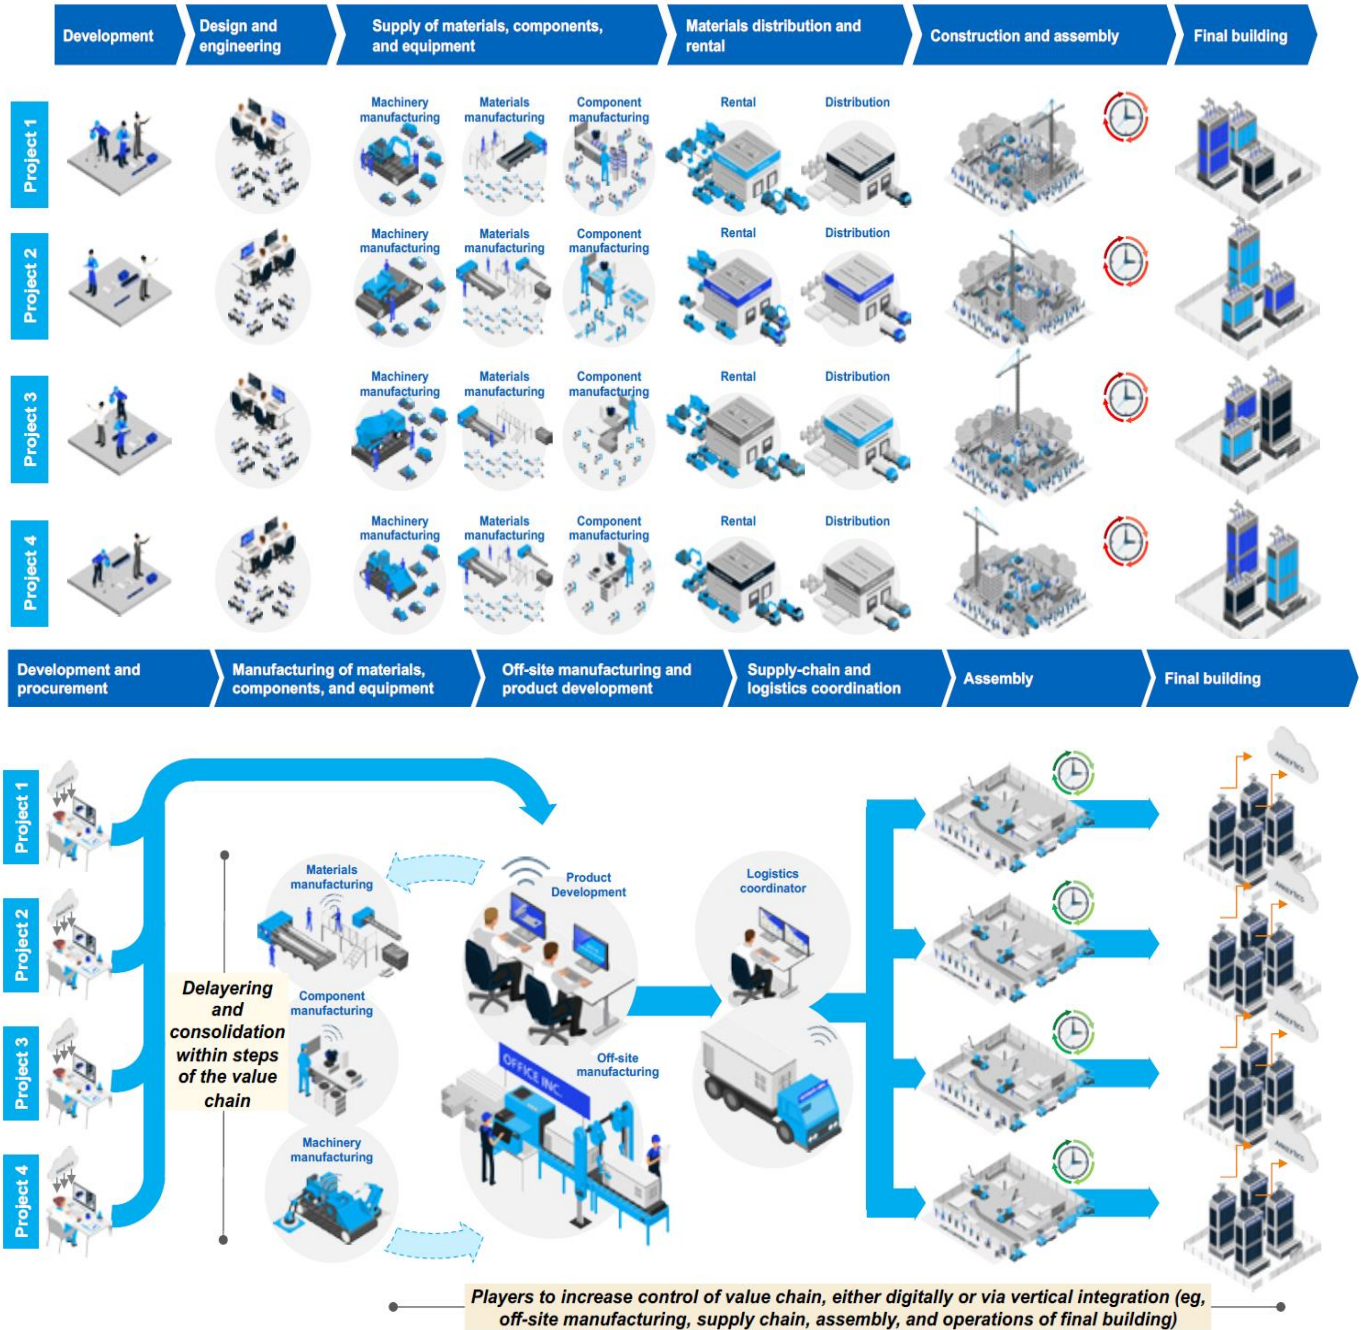 Development
Design and
engineering
Supply of materials, components,
and equipment
Materials distribution and
rental
Construction and assembly
Final building
Project 1
Machinery
manufacturing
Materials
manufacturing
Component
manufacturing
Rental
Distribution
Project 2
Machinery
manufacturing
Materials
manufacturing
Component
manufacturing
Rental
Distribution
Project 3
Machinery
manufacturing
Materials
manufacturing
Component
manufacturing
Rental
Distribution
Project 4
Machinery
manufacturing
Materials
manufacturing
Component
manufacturing
Rental
Distribution
Development and
procurement
Manufacturing of materials,
components, and equipment
Off-site manufacturing and
product development
Supply-chain and
logistics coordination
Assembly
Final building
Project 1
Project 2
Project 3
Project 4
Delayering
and
consolidation
within steps
of the value
chain
Materials
manufacturing
Component
manufacturing
Machinery
manufacturing
Product
Development
Off-site
manufacturing
OFFICE INC.
Logistics
coordinator
ANALYTICS
ANALYTICS
ANALYTICS
ANALYTICS
Players to increase control of value chain, either digitally or via vertical integration (eg,
off-site manufacturing, supply chain, assembly, and operations of final building)